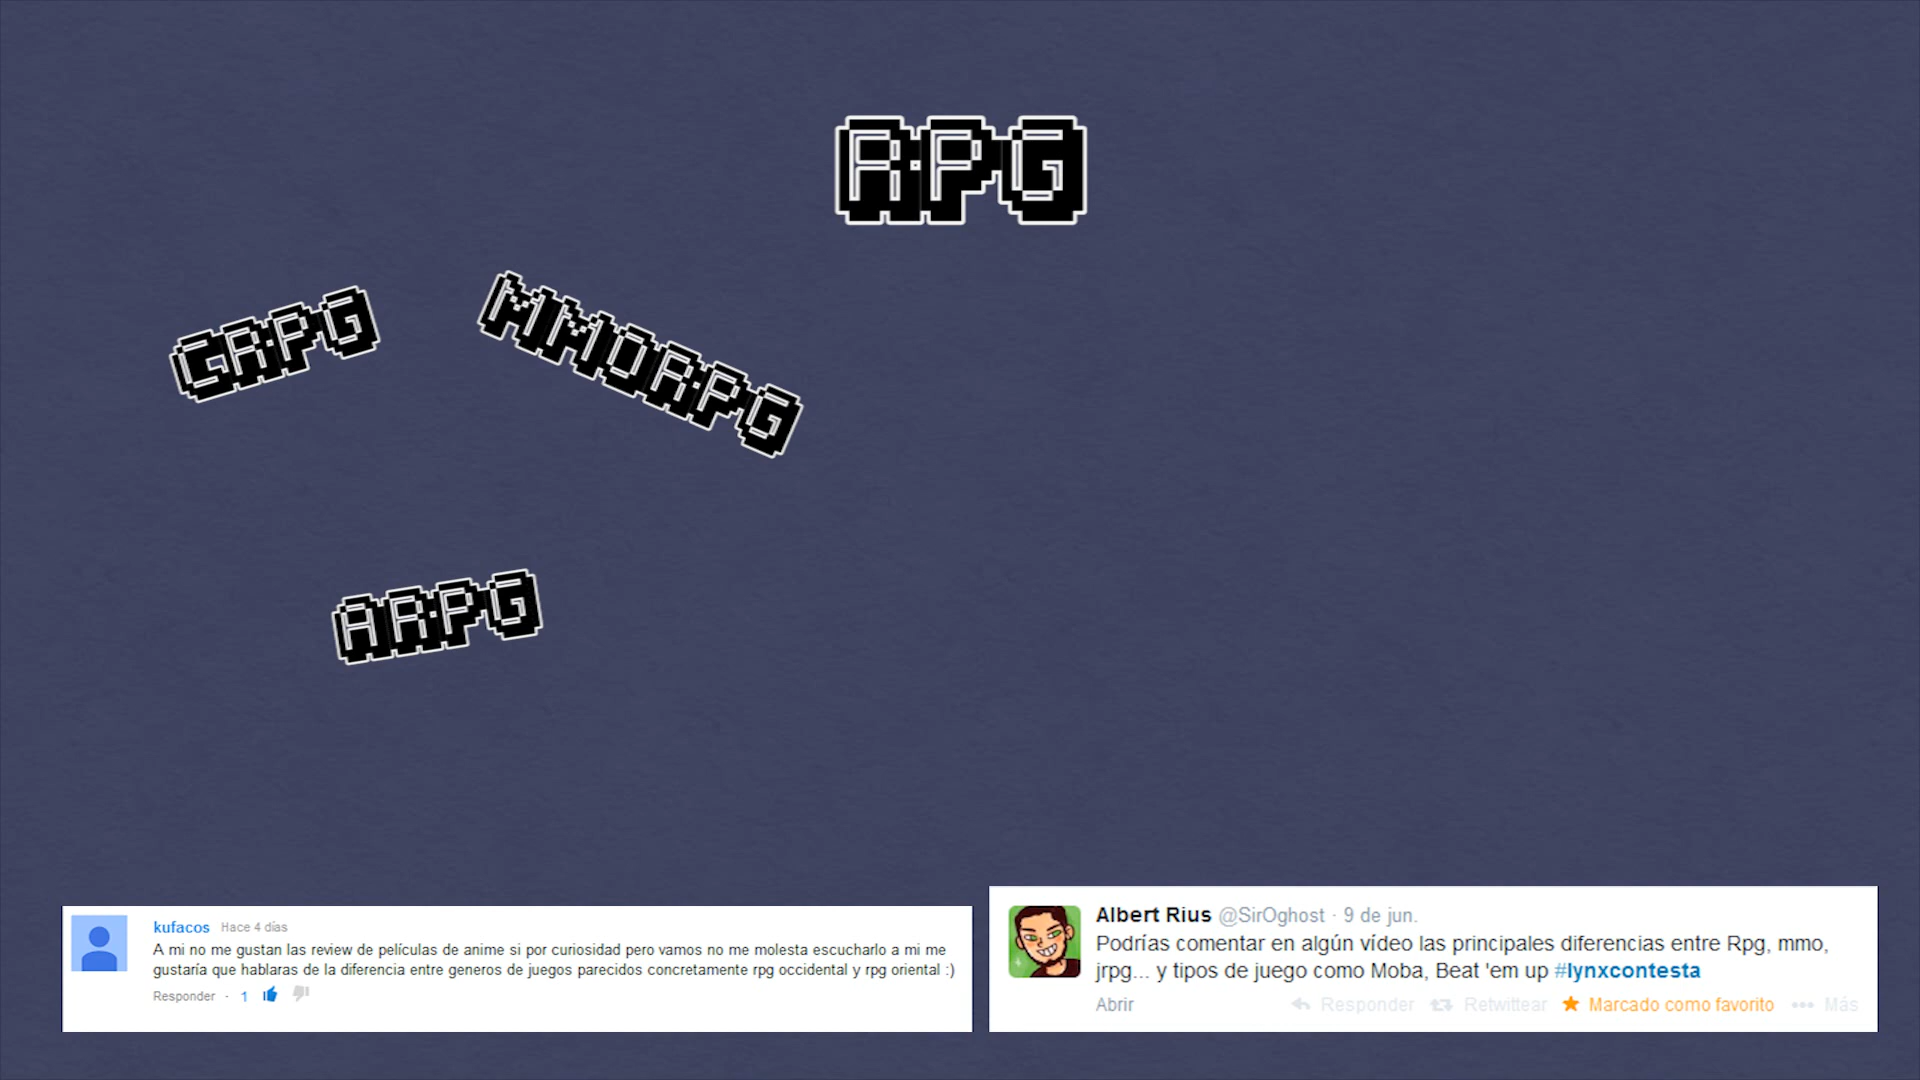 RPG
CRPG
MMORPG
ARPG
kufacos Hace 4 días
A mi no me gustan las review de películas de anime si por curiosidad pero vamos no me molesta escucharlo a mi me
gustaría que hablaras de la diferencia entre generos de juegos parecidos concretamente rpg occidental y rpg oriental :)
Responder · 1
Albert Rius @SirOghost · 9 de jun.
Podrías comentar en algún vídeo las principales diferencias entre Rpg, mmo,
jrpg... y tipos de juego como Moba, Beat 'em up #lynxcontesta
Abrir Responder Retwittear Marcado como favorito Más